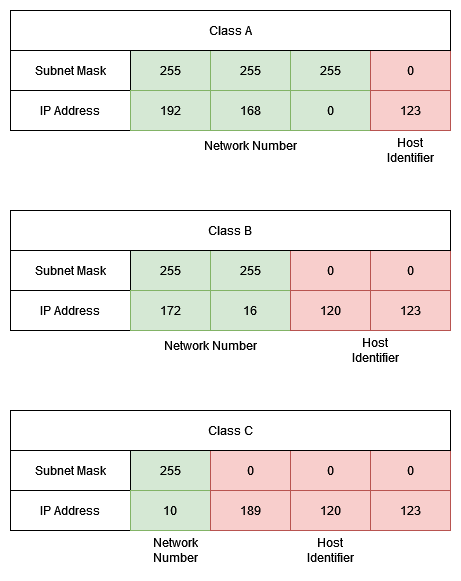 Class A
Subnet Mask 255 255 255 0
IP Address 192 168 0 123
Network Number
Host
Identifier
Class B
Subnet Mask 255 255 0 0
IP Address 172 16 120 123
Network Number
Host
Identifier
Class C
Subnet Mask 255 0 0 0
IP Address 10 189 120 123
Network
Number
Host
Identifier